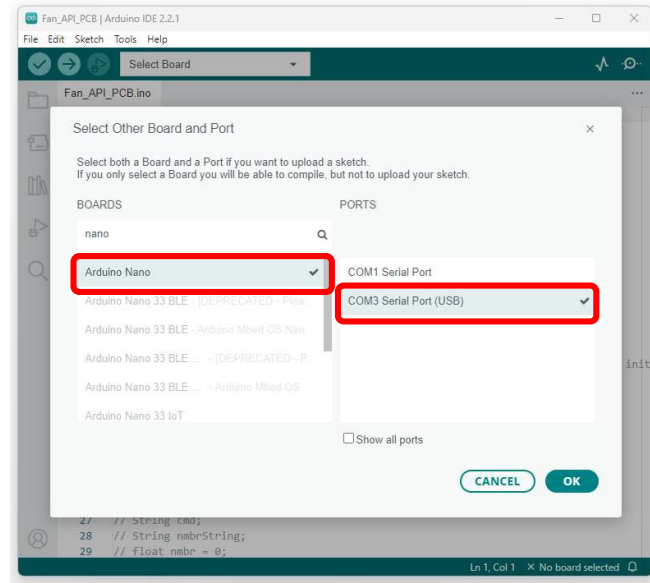 Fan_API_PCB | Arduino IDE 2.2.1
File Edit Sketch Tools Help
Select Board
Fan_API_PCB.ino
Select Other Board and Port
Select both a Board and a Port if you want to upload a sketch.
If you only select a Board you will be able to compile, but not to upload your sketch.
BOARDS
PORTS
nano
Arduino Nano
COM1 Serial Port
Arduino Nano 33 BLE - [DEPRECATED - Plea
COM3 Serial Port (USB)
Arduino Nano 33 BLE - Arduino Mbed OS Nan
Arduino Nano 33 BLE ... - [DEPRECATED - P
init
Arduino Nano 33 BLE ... - Arduino Mbed OS
Arduino Nano 33 IoT
Show all ports
CANCEL
OK
27 // String cmd;
28 // String nmbrString;
29 // float nmbr = 0;
Ln 1, Col 1 × No board selected